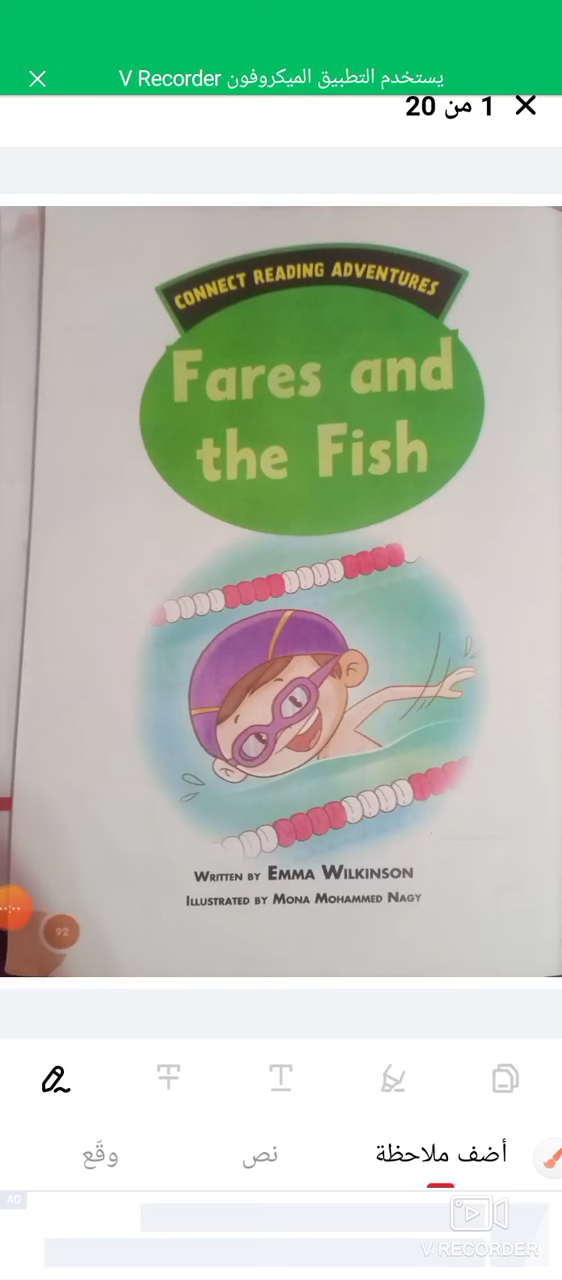 يستخدم التطبيق الميكروفون V Recorder
1 من 20
CONNECT READING ADVENTURES
Fares and
the Fish
WRITTEN BY EMMA WILKINSON
ILLUSTRATED BY MONA MOHAMMED NAGY
92
أضف ملاحظة
نص
وقَّع
AD
V RECORDER